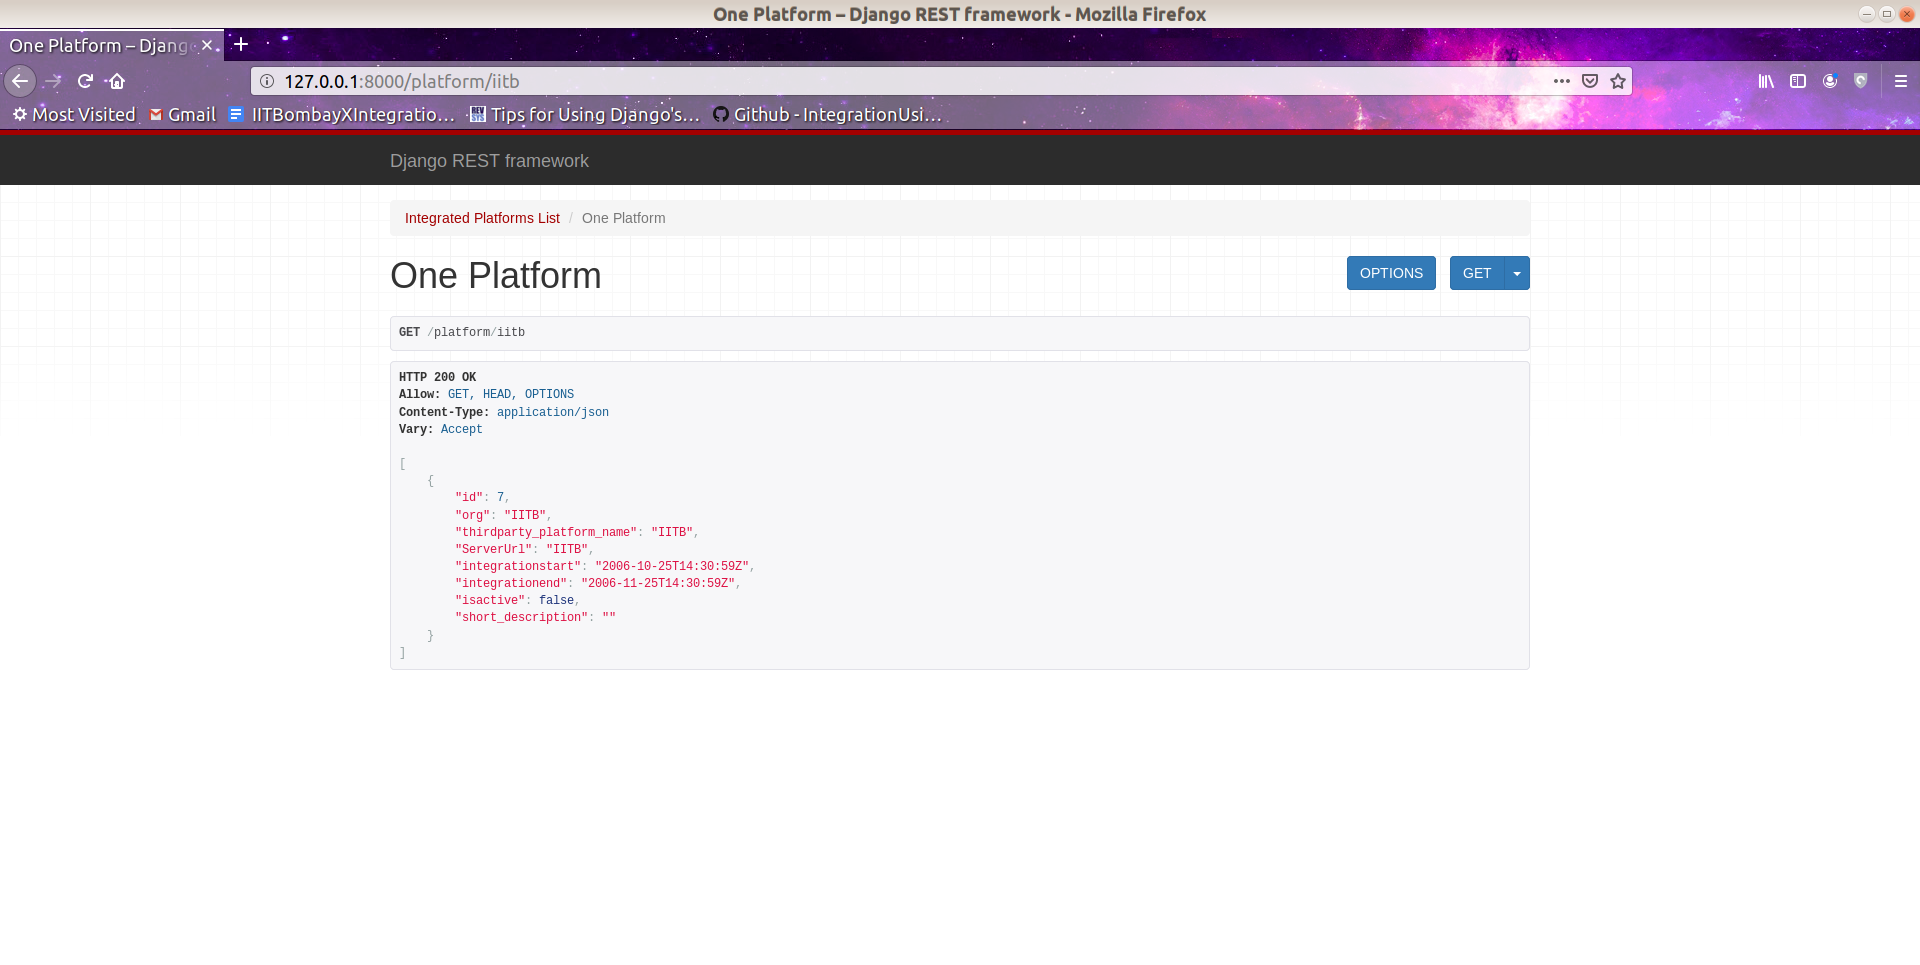 One Platform – Django REST framework - Mozilla Firefox
One Platform – Django
127.0.0.1:8000/platform/iitb
Most Visited Gmail IITBombayXIntegratio… Tips for Using Django's… Github - IntegrationUsi…
Django REST framework
Integrated Platforms List / One Platform
One Platform
OPTIONS GET
GET /platform/iitb
HTTP 200 OK
Allow: GET, HEAD, OPTIONS
Content-Type: application/json
Vary: Accept
[
{
"id": 7,
"org": "IITB",
"thirdparty_platform_name": "IITB",
"ServerUrl": "IITB",
"integrationstart": "2006-10-25T14:30:59Z",
"integrationend": "2006-11-25T14:30:59Z",
"isactive": false,
"short_description": ""
}
]